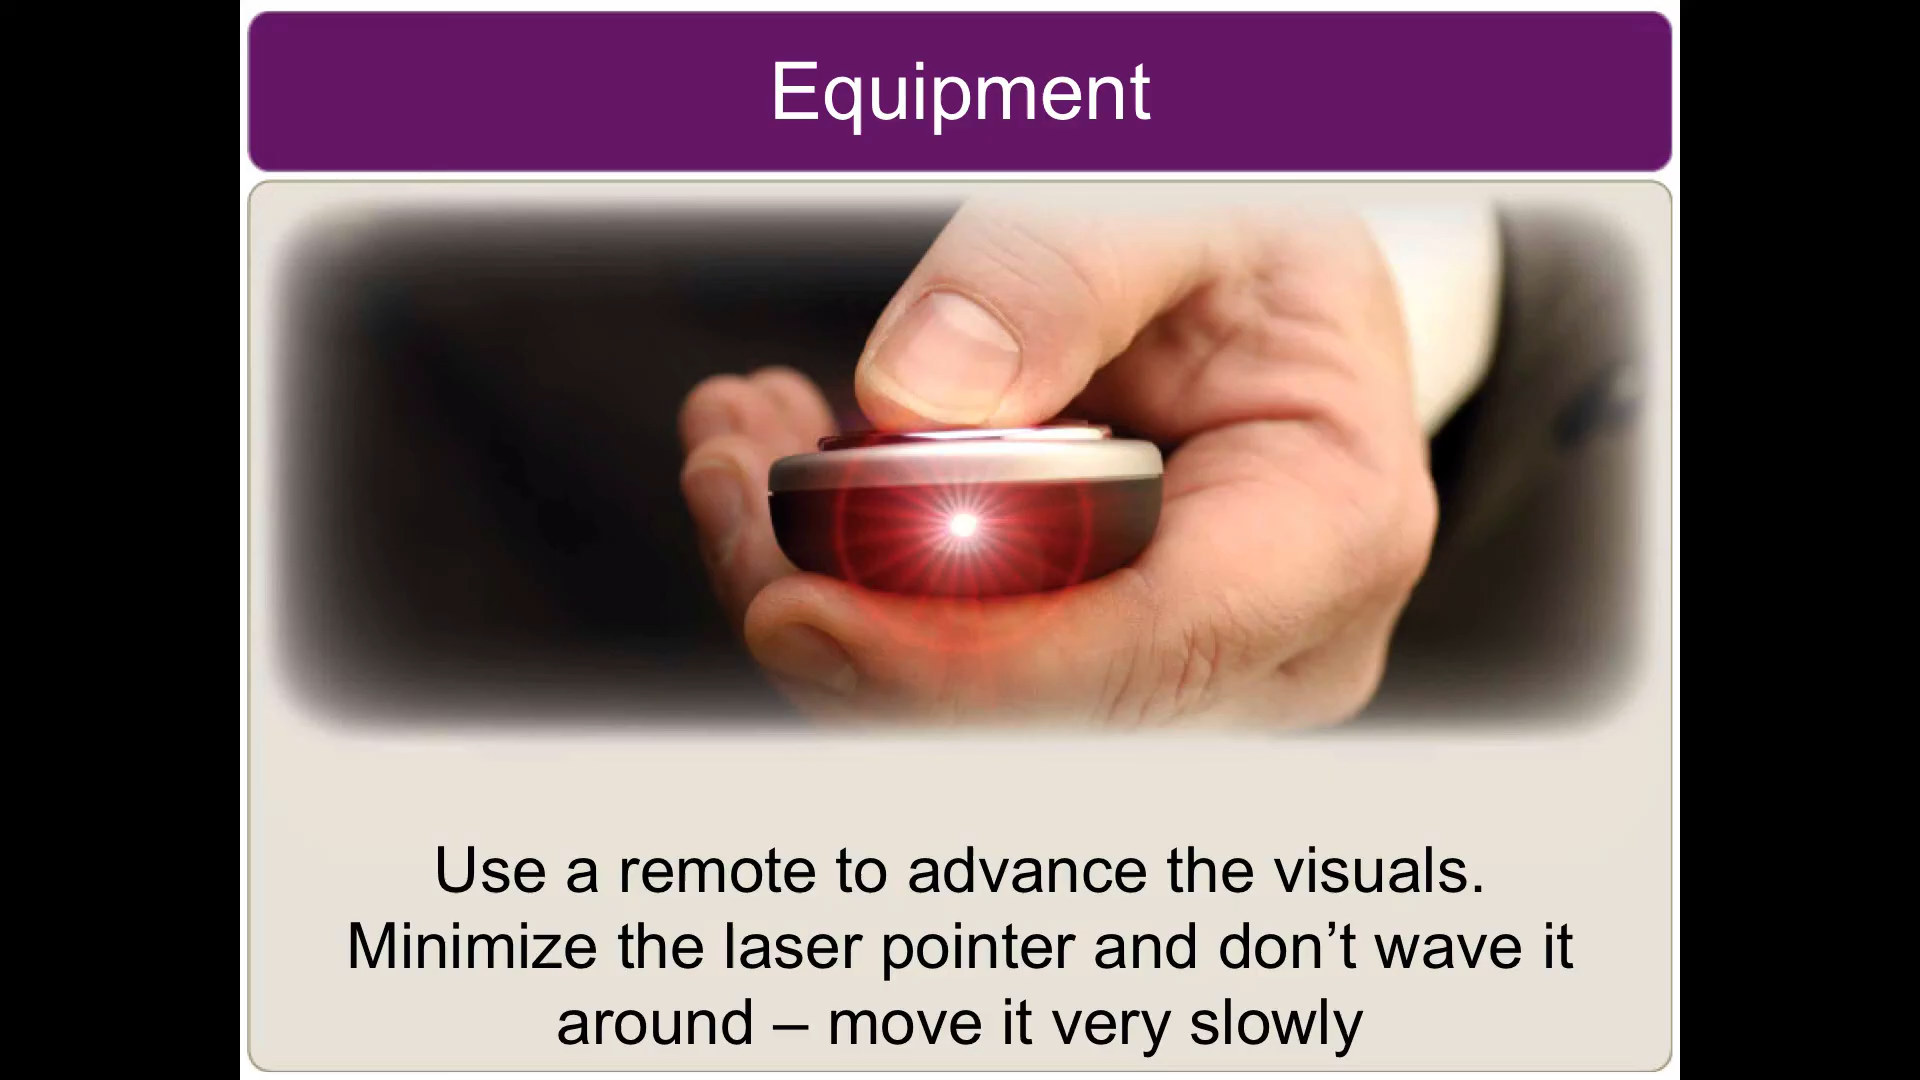 Equipment
Use a remote to advance the visuals.
Minimize the laser pointer and don’t wave it
around – move it very slowly